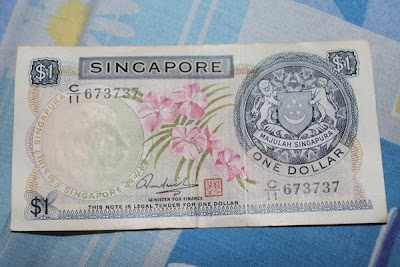 $1
SINGAPORE
$1
C/11 673737
MAJULAH SINGAPURA
ONE DOLLAR
C/11 673737
MINISTER FOR FINANCE
$1
THIS NOTE IS LEGAL TENDER FOR ONE DOLLAR